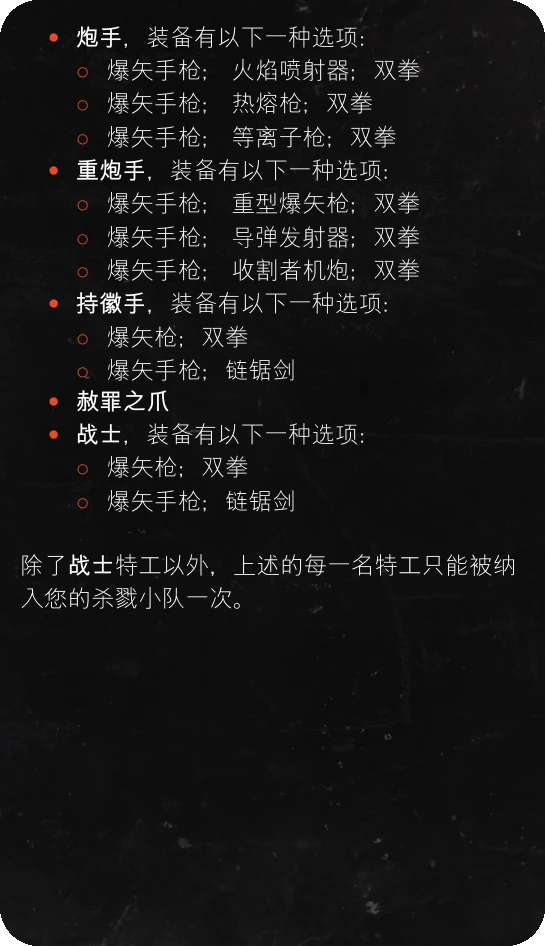 • 炮手，装备有以下一种选项：
○ 爆矢手枪； 火焰喷射器；双拳
○ 爆矢手枪； 热熔枪；双拳
○ 爆矢手枪； 等离子枪；双拳
• 重炮手，装备有以下一种选项：
○ 爆矢手枪； 重型爆矢枪；双拳
○ 爆矢手枪； 导弹发射器；双拳
○ 爆矢手枪； 收割者机炮；双拳
• 持徽手，装备有以下一种选项：
○ 爆矢枪；双拳
○ 爆矢手枪；链锯剑
• 赦罪之爪
• 战士，装备有以下一种选项：
○ 爆矢枪；双拳
○ 爆矢手枪；链锯剑
除了战士特工以外，上述的每一名特工只能被纳
入您的杀戮小队一次。